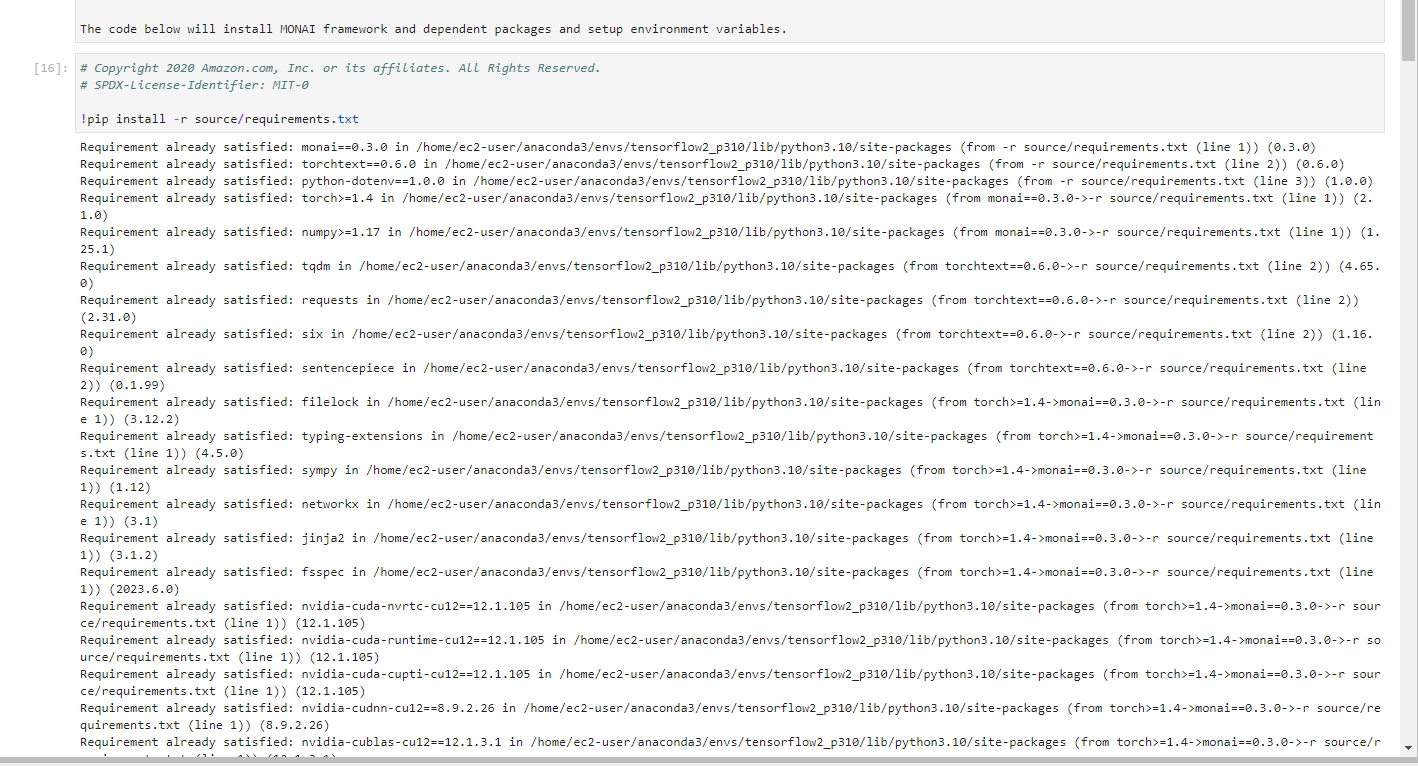 The code below will install MONAI framework and dependent packages and setup environment variables.
[16]: # Copyright 2020 Amazon.com, Inc. or its affiliates. All Rights Reserved.
# SPDX-License-Identifier: MIT-0
!pip install -r source/requirements.txt
Requirement already satisfied: monai==0.3.0 in /home/ec2-user/anaconda3/envs/tensorflow2_p310/lib/python3.10/site-packages (from -r source/requirements.txt (line 1)) (0.3.0)
Requirement already satisfied: torchtext==0.6.0 in /home/ec2-user/anaconda3/envs/tensorflow2_p310/lib/python3.10/site-packages (from -r source/requirements.txt (line 2)) (0.6.0)
Requirement already satisfied: python-dotenv==1.0.0 in /home/ec2-user/anaconda3/envs/tensorflow2_p310/lib/python3.10/site-packages (from -r source/requirements.txt (line 3)) (1.0.0)
Requirement already satisfied: torch>=1.4 in /home/ec2-user/anaconda3/envs/tensorflow2_p310/lib/python3.10/site-packages (from monai==0.3.0->-r source/requirements.txt (line 1)) (2.
1.0)
Requirement already satisfied: numpy>=1.17 in /home/ec2-user/anaconda3/envs/tensorflow2_p310/lib/python3.10/site-packages (from monai==0.3.0->-r source/requirements.txt (line 1)) (1.
25.1)
Requirement already satisfied: tqdm in /home/ec2-user/anaconda3/envs/tensorflow2_p310/lib/python3.10/site-packages (from torchtext==0.6.0->-r source/requirements.txt (line 2)) (4.65.
0)
Requirement already satisfied: requests in /home/ec2-user/anaconda3/envs/tensorflow2_p310/lib/python3.10/site-packages (from torchtext==0.6.0->-r source/requirements.txt (line 2))
(2.31.0)
Requirement already satisfied: six in /home/ec2-user/anaconda3/envs/tensorflow2_p310/lib/python3.10/site-packages (from torchtext==0.6.0->-r source/requirements.txt (line 2)) (1.16.
0)
Requirement already satisfied: sentencepiece in /home/ec2-user/anaconda3/envs/tensorflow2_p310/lib/python3.10/site-packages (from torchtext==0.6.0->-r source/requirements.txt (line
2)) (0.1.99)
Requirement already satisfied: filelock in /home/ec2-user/anaconda3/envs/tensorflow2_p310/lib/python3.10/site-packages (from torch>=1.4->monai==0.3.0->-r source/requirements.txt (lin
e 1)) (3.12.2)
Requirement already satisfied: typing-extensions in /home/ec2-user/anaconda3/envs/tensorflow2_p310/lib/python3.10/site-packages (from torch>=1.4->monai==0.3.0->-r source/requirement
s.txt (line 1)) (4.5.0)
Requirement already satisfied: sympy in /home/ec2-user/anaconda3/envs/tensorflow2_p310/lib/python3.10/site-packages (from torch>=1.4->monai==0.3.0->-r source/requirements.txt (line
1)) (1.12)
Requirement already satisfied: networkx in /home/ec2-user/anaconda3/envs/tensorflow2_p310/lib/python3.10/site-packages (from torch>=1.4->monai==0.3.0->-r source/requirements.txt (lin
e 1)) (3.1)
Requirement already satisfied: jinja2 in /home/ec2-user/anaconda3/envs/tensorflow2_p310/lib/python3.10/site-packages (from torch>=1.4->monai==0.3.0->-r source/requirements.txt (line
1)) (3.1.2)
Requirement already satisfied: fsspec in /home/ec2-user/anaconda3/envs/tensorflow2_p310/lib/python3.10/site-packages (from torch>=1.4->monai==0.3.0->-r source/requirements.txt (line
1)) (2023.6.0)
Requirement already satisfied: nvidia-cuda-nvrtc-cu12==12.1.105 in /home/ec2-user/anaconda3/envs/tensorflow2_p310/lib/python3.10/site-packages (from torch>=1.4->monai==0.3.0->-r sour
ce/requirements.txt (line 1)) (12.1.105)
Requirement already satisfied: nvidia-cuda-runtime-cu12==12.1.105 in /home/ec2-user/anaconda3/envs/tensorflow2_p310/lib/python3.10/site-packages (from torch>=1.4->monai==0.3.0->-r so
urce/requirements.txt (line 1)) (12.1.105)
Requirement already satisfied: nvidia-cuda-cupti-cu12==12.1.105 in /home/ec2-user/anaconda3/envs/tensorflow2_p310/lib/python3.10/site-packages (from torch>=1.4->monai==0.3.0->-r sour
ce/requirements.txt (line 1)) (12.1.105)
Requirement already satisfied: nvidia-cudnn-cu12==8.9.2.26 in /home/ec2-user/anaconda3/envs/tensorflow2_p310/lib/python3.10/site-packages (from torch>=1.4->monai==0.3.0->-r source/re
quirements.txt (line 1)) (8.9.2.26)
Requirement already satisfied: nvidia-cublas-cu12==12.1.3.1 in /home/ec2-user/anaconda3/envs/tensorflow2_p310/lib/python3.10/site-packages (from torch>=1.4->monai==0.3.0->-r source/r